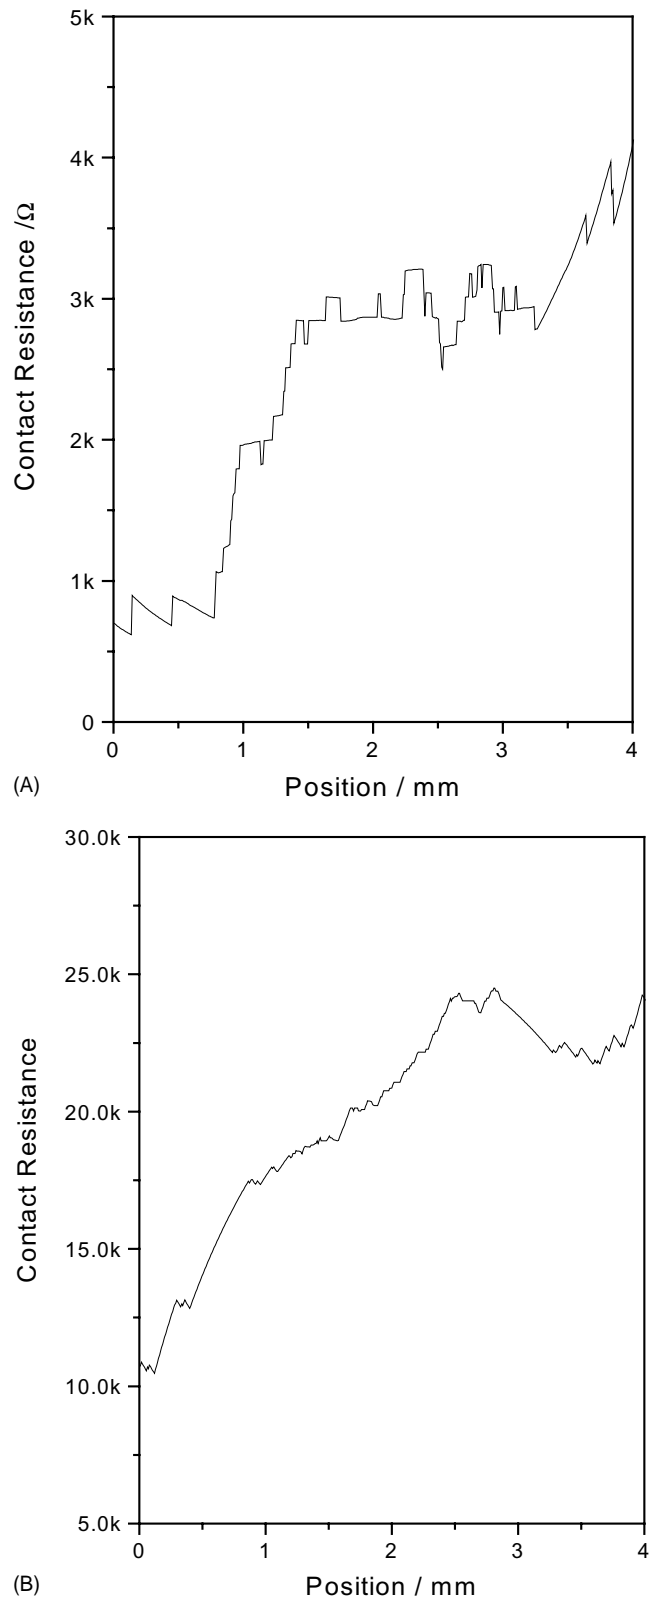 5k
4k
3k
2k
1k
0
Contact Resistance /Ω
0 1 2 3 4
Position / mm
(A)
30.0k
25.0k
20.0k
15.0k
10.0k
5.0k
Contact Resistance
0 1 2 3 4
Position / mm
(B)